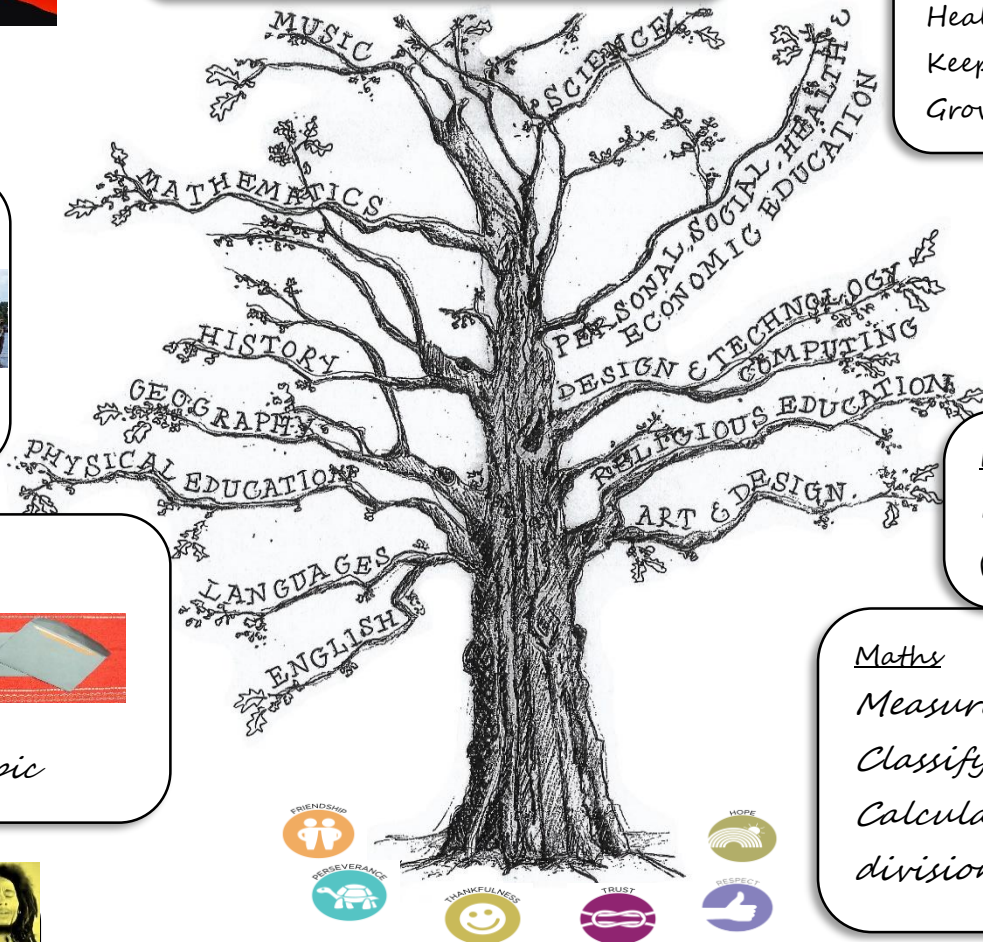 MUSIC
SCIENCE
PERSONAL, SOCIAL, HEALTH &
ECONOMIC EDUCATION
MATHEMATICS
HISTORY
DESIGN & TECHNOLOGY
COMPUTING
GEOGRAPHY
RELIGIOUS EDUCATION
PHYSICAL EDUCATION
ART & DESIGN.
LANGUAGES
ENGLISH
Maths
FRIENDSHIP
PERSEVERANCE
THANKFULNESS
TRUST
HOPE
RESPECT